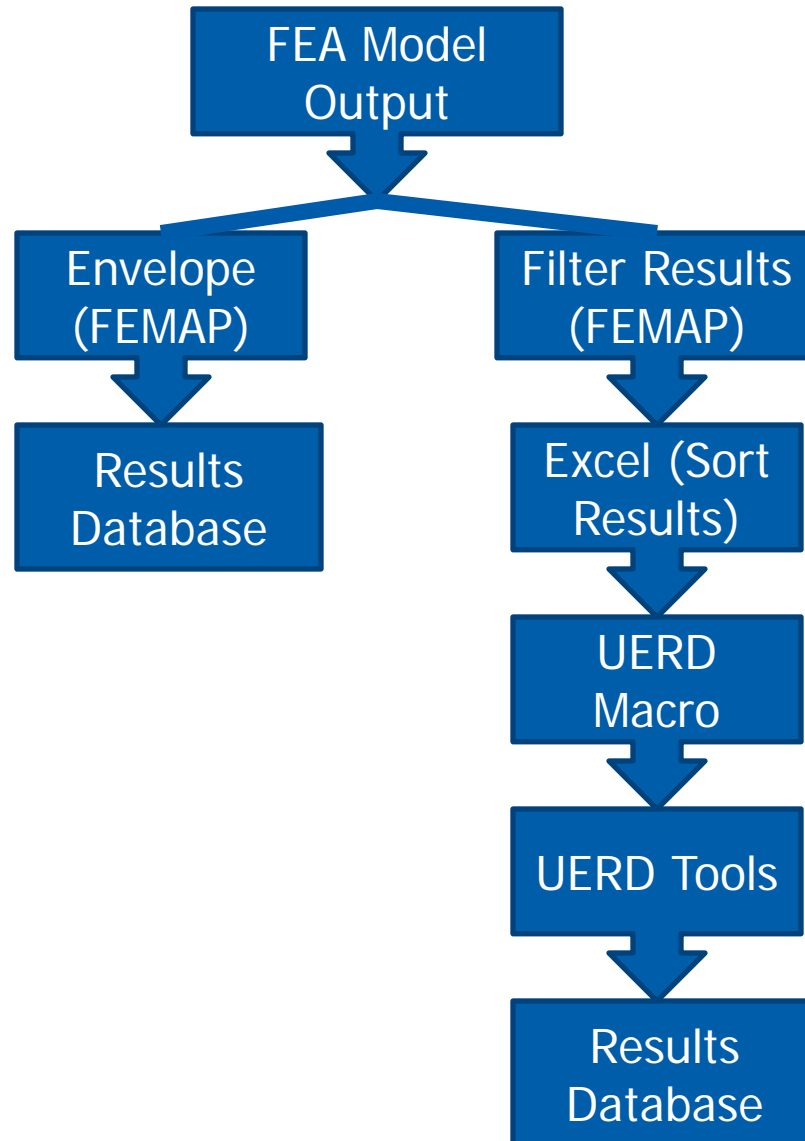 FEA Model
Output
Envelope
(FEMAP)
Results
Database
Filter Results
(FEMAP)
Excel (Sort
Results)
UERD
Macro
UERD Tools
Results
Database